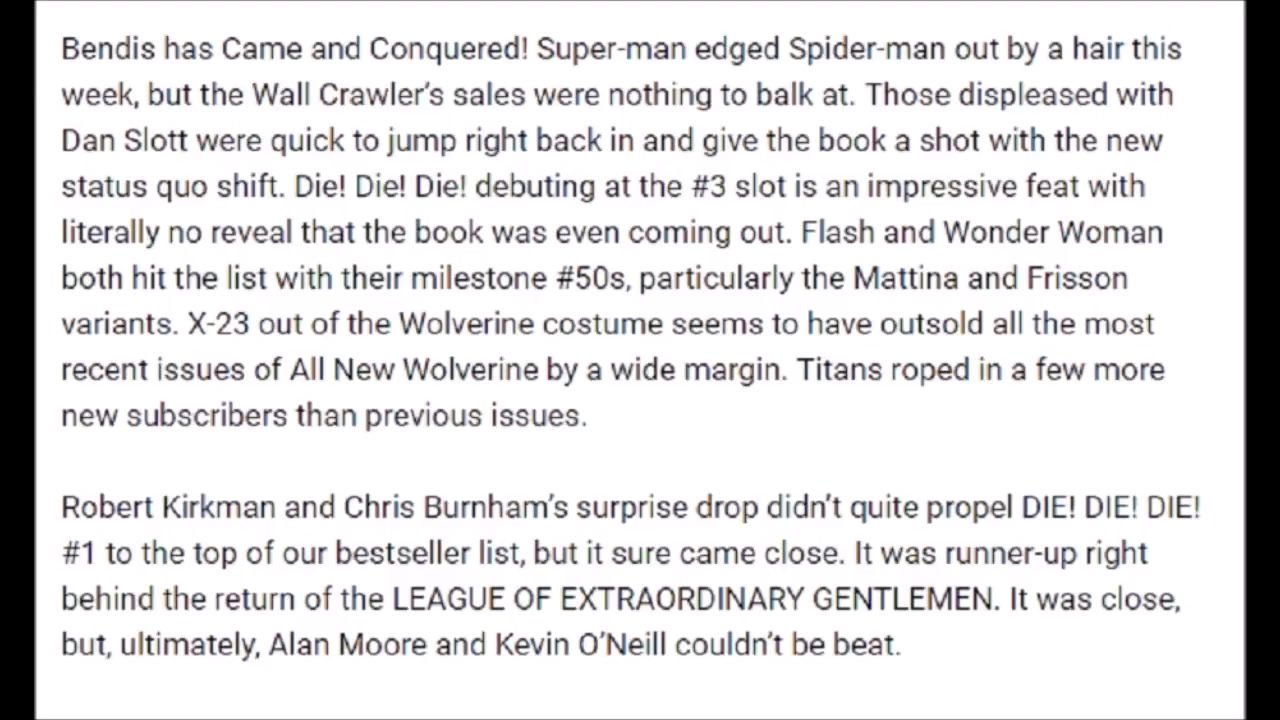 Bendis has Came and Conquered! Super-man edged Spider-man out by a hair this
week, but the Wall Crawler's sales were nothing to balk at. Those displeased with
Dan Slott were quick to jump right back in and give the book a shot with the new
status quo shift. Die! Die! Die! debuting at the #3 slot is an impressive feat with
literally no reveal that the book was even coming out. Flash and Wonder Woman
both hit the list with their milestone #50s, particularly the Mattina and Frisson
variants. X-23 out of the Wolverine costume seems to have outsold all the most
recent issues of All New Wolverine by a wide margin. Titans roped in a few more
new subscribers than previous issues.
Robert Kirkman and Chris Burnham's surprise drop didn't quite propel DIE! DIE! DIE!
#1 to the top of our bestseller list, but it sure came close. It was runner-up right
behind the return of the LEAGUE OF EXTRAORDINARY GENTLEMEN. It was close,
but, ultimately, Alan Moore and Kevin O'Neill couldn't be beat.